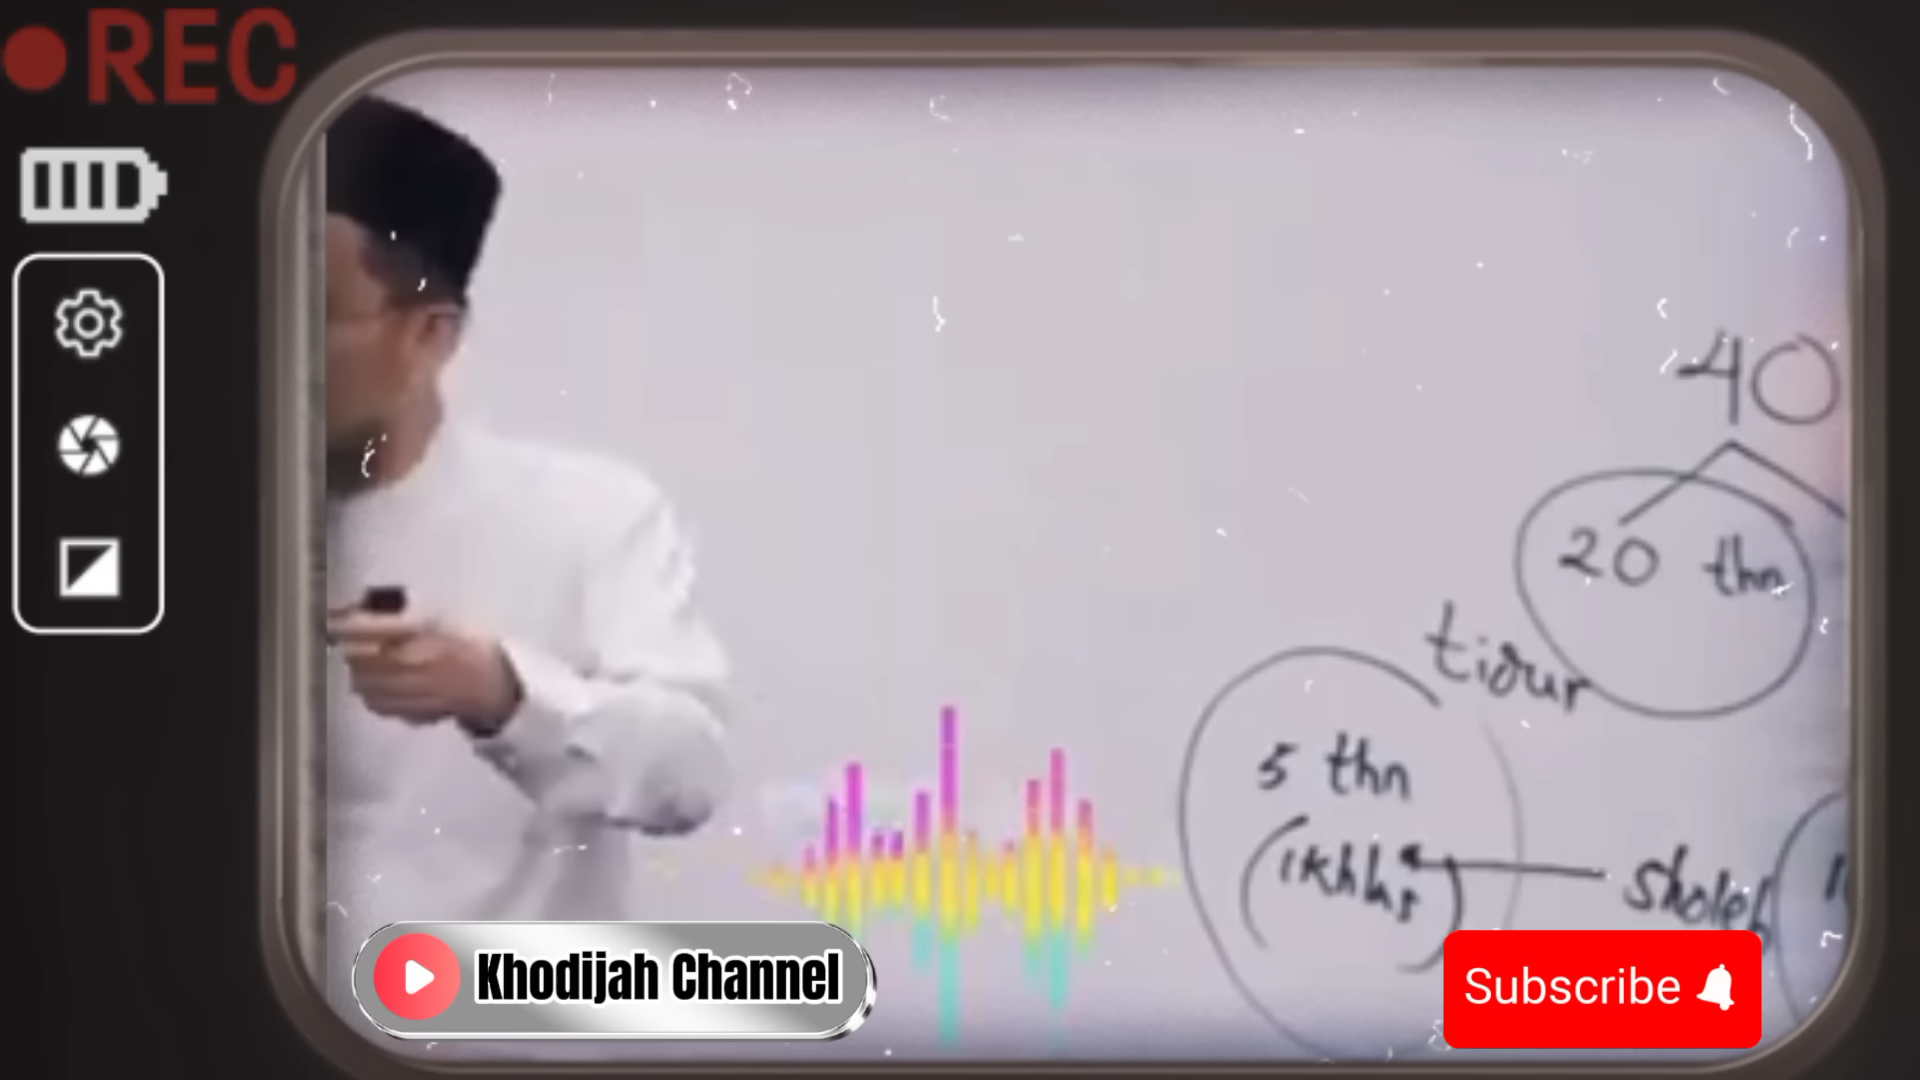 REC
40
20 thn
tidur
5 thn
(Ikhlas)
sholeh
Khodijah Channel
Subscribe